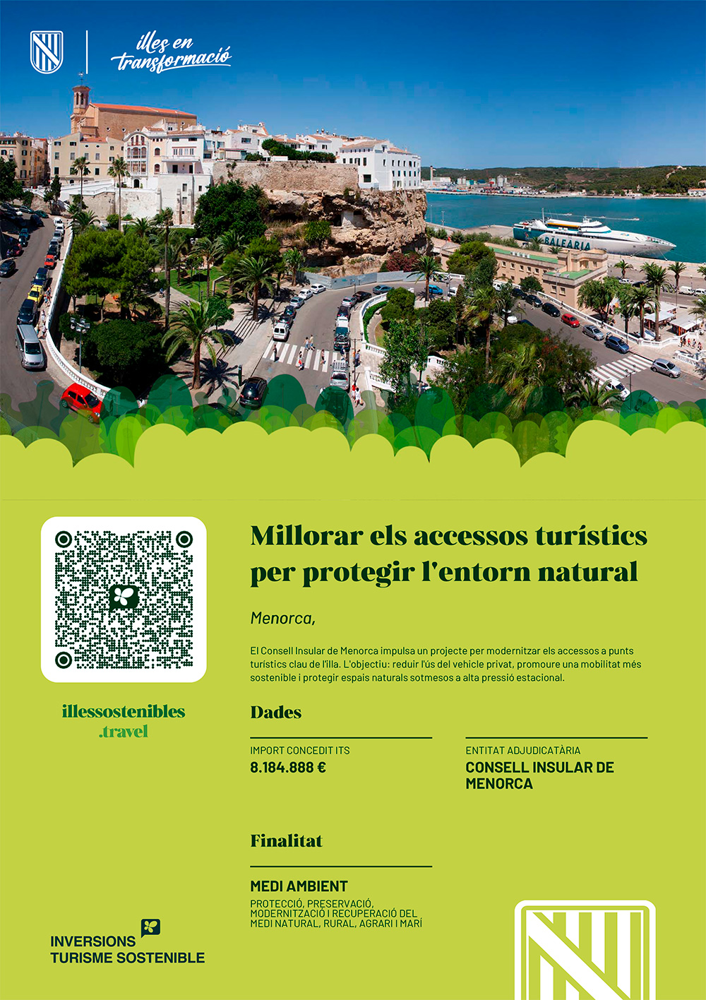 illes en
transformació
BALEÀRIA
Millorar els accessos turístics
per protegir l'entorn natural
Menorca,
El Consell Insular de Menorca impulsa un projecte per modernitzar els accessos a punts
turístics clau de l'illa. L'objectiu: reduir l'ús del vehicle privat, promoure una mobilitat més
sostenible i protegir espais naturals sotmesos a alta pressió estacional.
illessostenibles
.travel
Dades
IMPORT CONCEDIT ITS
8.184.888 €
ENTITAT ADJUDICATÀRIA
CONSELL INSULAR DE
MENORCA
Finalitat
MEDI AMBIENT
PROTECCIÓ, PRESERVACIÓ,
MODERNITZACIÓ I RECUPERACIÓ DEL
MEDI NATURAL, RURAL, AGRARI I MARÍ
INVERSIONS
TURISME SOSTENIBLE